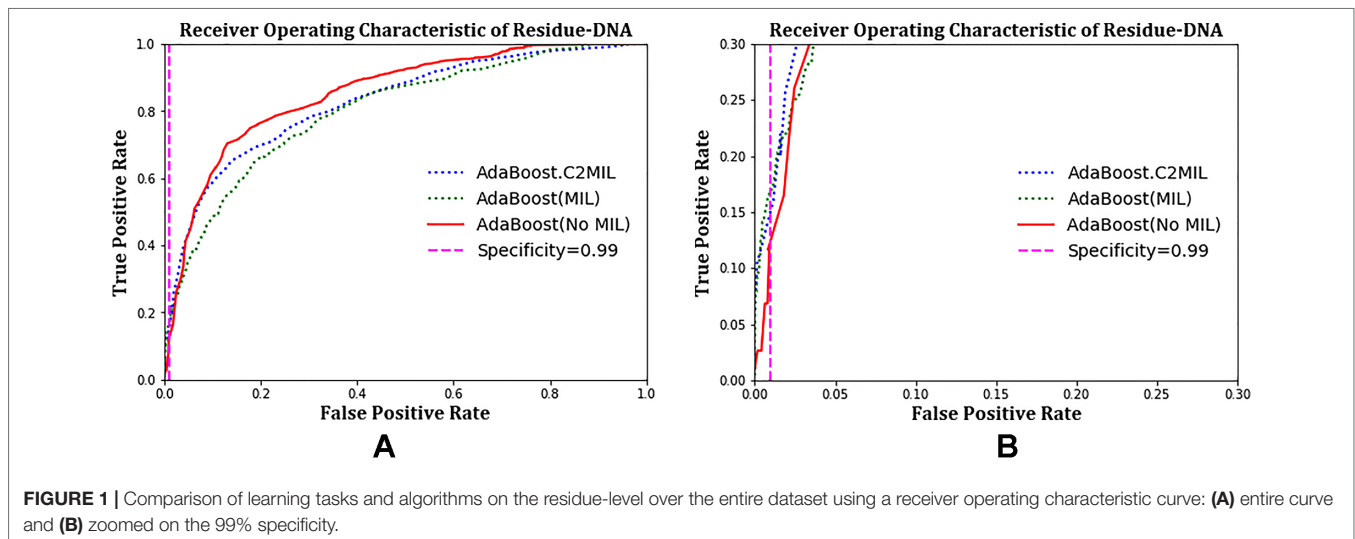 Receiver Operating Characteristic of Residue-DNA
1.0
0.8
0.6
0.4
0.2
0.0
True Positive Rate
AdaBoost.C2MIL
AdaBoost(MIL)
AdaBoost(No MIL)
Specificity=0.99
0.0 0.2 0.4 0.6 0.8 1.0
False Positive Rate
A
Receiver Operating Characteristic of Residue-DNA
0.30
0.25
0.20
0.15
0.10
0.05
0.00
True Positive Rate
AdaBoost.C2MIL
AdaBoost(MIL)
AdaBoost(No MIL)
Specificity=0.99
0.00 0.05 0.10 0.15 0.20 0.25 0.30
False Positive Rate
B
FIGURE 1 | Comparison of learning tasks and algorithms on the residue-level over the entire dataset using a receiver operating characteristic curve: (A) entire curve
and (B) zoomed on the 99% specificity.